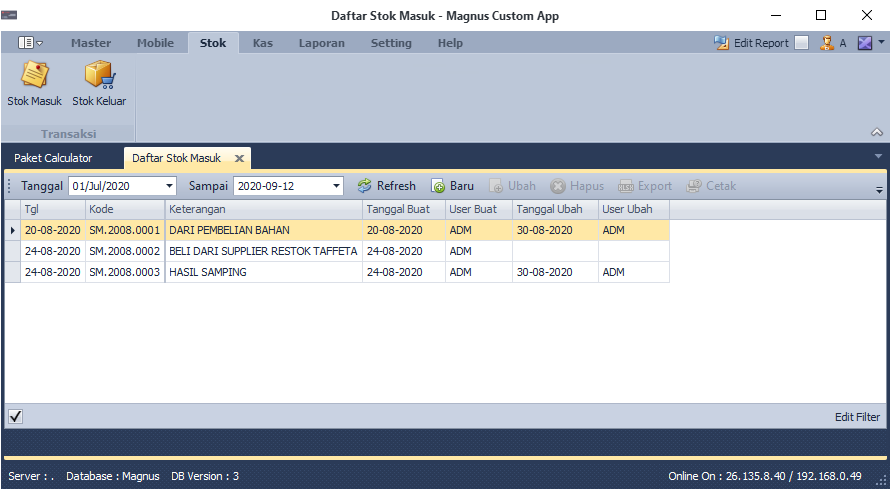 Daftar Stok Masuk - Magnus Custom App
Master Mobile Stok Kas Laporan Setting Help Edit Report A
Stok Masuk Stok Keluar
Transaksi
Paket Calculator Daftar Stok Masuk
Tanggal 01/Jul/2020 Sampai 2020-09-12 Refresh Baru Ubah Hapus Export Cetak
Tgl Kode Keterangan Tanggal Buat User Buat Tanggal Ubah User Ubah
20-08-2020 SM.2008.0001 DARI PEMBELIAN BAHAN 20-08-2020 ADM 30-08-2020 ADM
24-08-2020 SM.2008.0002 BELI DARI SUPPLIER RESTOK TAFFETA 24-08-2020 ADM
24-08-2020 SM.2008.0003 HASIL SAMPING 24-08-2020 ADM 30-08-2020 ADM
Edit Filter
Server : . Database : Magnus DB Version : 3 Online On : 26.135.8.40 / 192.168.0.49